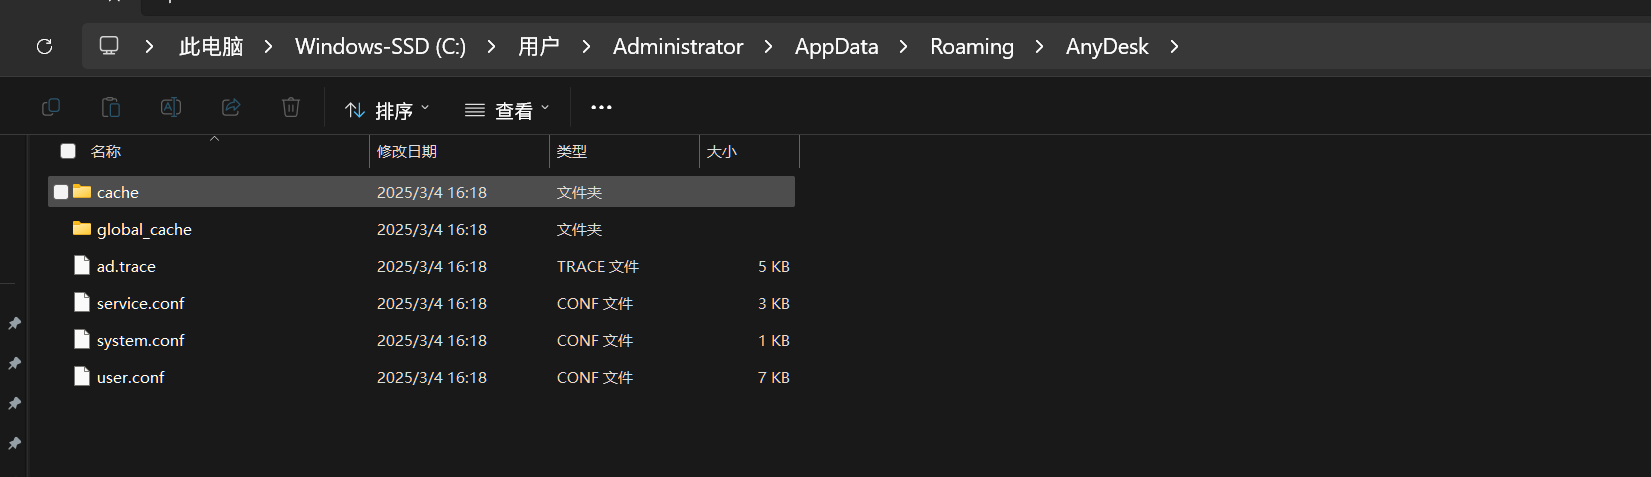 此电脑 > Windows-SSD (C:) > 用户 > Administrator > AppData > Roaming > AnyDesk >
排序 查看 ...
名称 修改日期 类型 大小
cache 2025/3/4 16:18 文件夹
global_cache 2025/3/4 16:18 文件夹
ad.trace 2025/3/4 16:18 TRACE 文件 5 KB
service.conf 2025/3/4 16:18 CONF 文件 3 KB
system.conf 2025/3/4 16:18 CONF 文件 1 KB
user.conf 2025/3/4 16:18 CONF 文件 7 KB